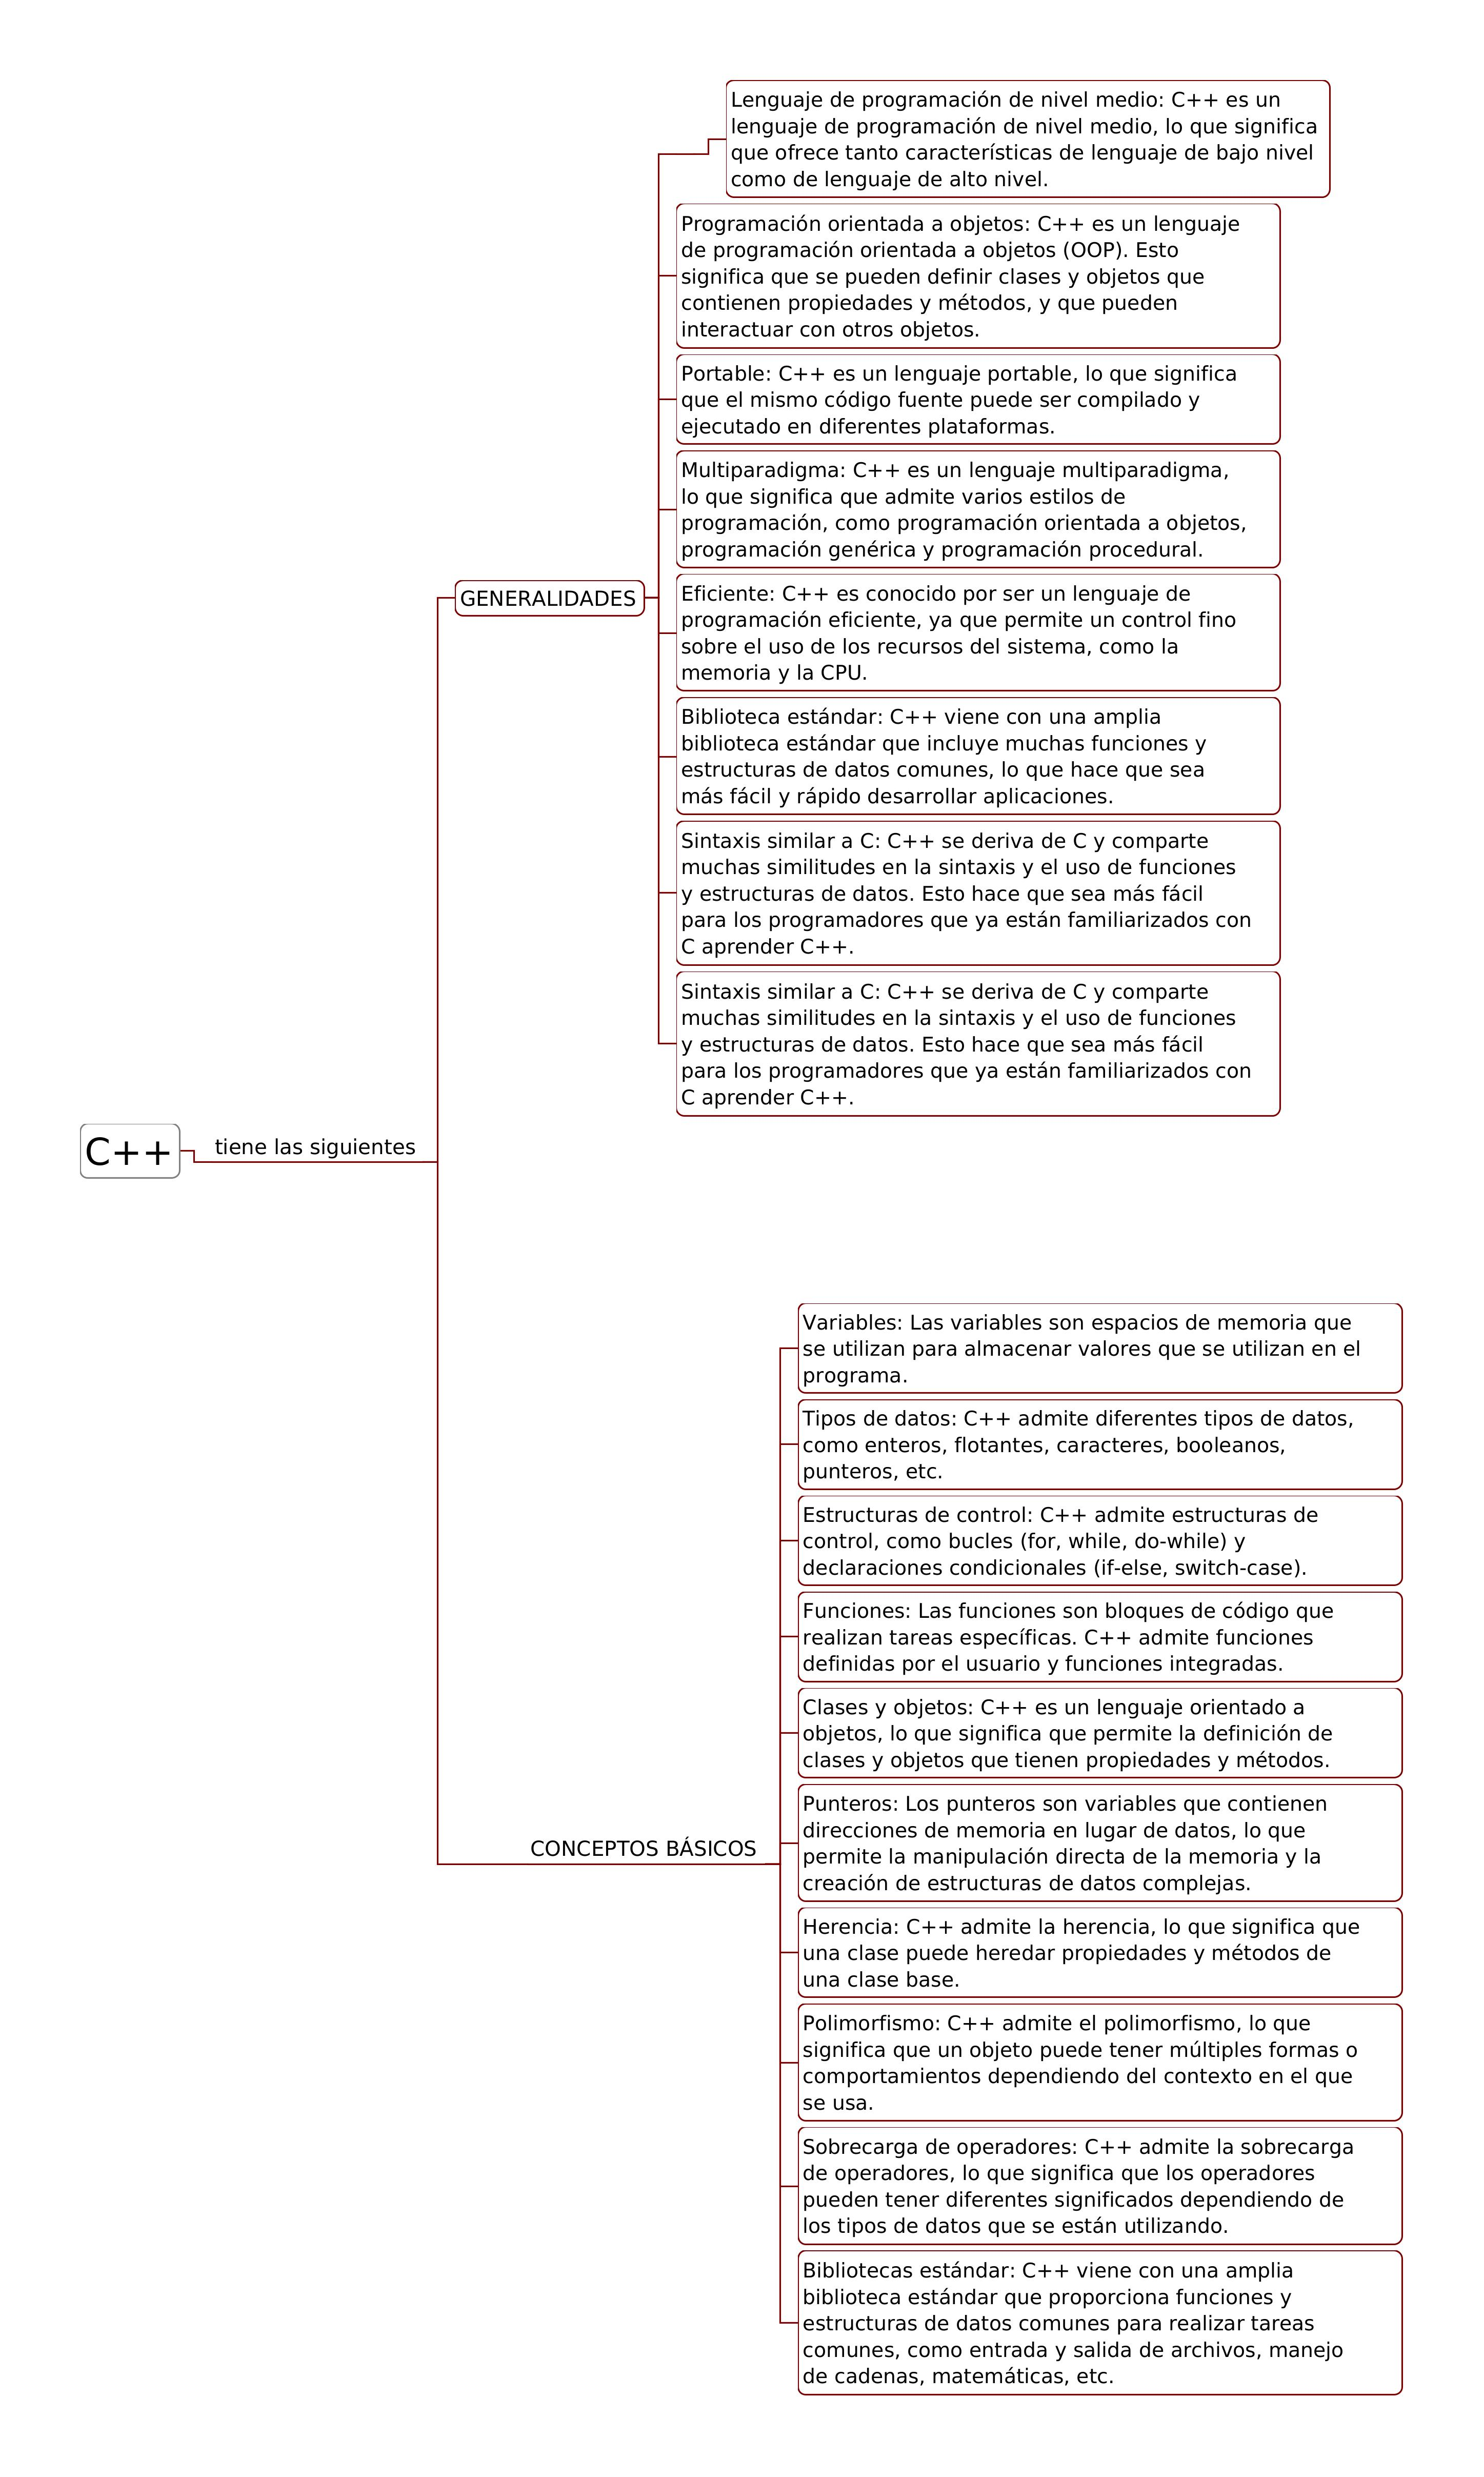 Lenguaje de programación de nivel medio: C++ es un
lenguaje de programación de nivel medio, lo que significa
que ofrece tanto características de lenguaje de bajo nivel
como de lenguaje de alto nivel.
Programación orientada a objetos: C++ es un lenguaje
de programación orientada a objetos (OOP). Esto
significa que se pueden definir clases y objetos que
contienen propiedades y métodos, y que pueden
interactuar con otros objetos.
Portable: C++ es un lenguaje portable, lo que significa
que el mismo código fuente puede ser compilado y
ejecutado en diferentes plataformas.
Multiparadigma: C++ es un lenguaje multiparadigma,
lo que significa que admite varios estilos de
programación, como programación orientada a objetos,
programación genérica y programación procedural.
GENERALIDADES
Eficiente: C++ es conocido por ser un lenguaje de
programación eficiente, ya que permite un control fino
sobre el uso de los recursos del sistema, como la
memoria y la CPU.
Biblioteca estándar: C++ viene con una amplia
biblioteca estándar que incluye muchas funciones y
estructuras de datos comunes, lo que hace que sea
más fácil y rápido desarrollar aplicaciones.
Sintaxis similar a C: C++ se deriva de C y comparte
muchas similitudes en la sintaxis y el uso de funciones
y estructuras de datos. Esto hace que sea más fácil
para los programadores que ya están familiarizados con
C aprender C++.
Sintaxis similar a C: C++ se deriva de C y comparte
muchas similitudes en la sintaxis y el uso de funciones
y estructuras de datos. Esto hace que sea más fácil
para los programadores que ya están familiarizados con
C aprender C++.
C++
tiene las siguientes
Variables: Las variables son espacios de memoria que
se utilizan para almacenar valores que se utilizan en el
programa.
Tipos de datos: C++ admite diferentes tipos de datos,
como enteros, flotantes, caracteres, booleanos,
punteros, etc.
Estructuras de control: C++ admite estructuras de
control, como bucles (for, while, do-while) y
declaraciones condicionales (if-else, switch-case).
Funciones: Las funciones son bloques de código que
realizan tareas específicas. C++ admite funciones
definidas por el usuario y funciones integradas.
Clases y objetos: C++ es un lenguaje orientado a
objetos, lo que significa que permite la definición de
clases y objetos que tienen propiedades y métodos.
CONCEPTOS BÁSICOS
Punteros: Los punteros son variables que contienen
direcciones de memoria en lugar de datos, lo que
permite la manipulación directa de la memoria y la
creación de estructuras de datos complejas.
Herencia: C++ admite la herencia, lo que significa que
una clase puede heredar propiedades y métodos de
una clase base.
Polimorfismo: C++ admite el polimorfismo, lo que
significa que un objeto puede tener múltiples formas o
comportamientos dependiendo del contexto en el que
se usa.
Sobrecarga de operadores: C++ admite la sobrecarga
de operadores, lo que significa que los operadores
pueden tener diferentes significados dependiendo de
los tipos de datos que se están utilizando.
Bibliotecas estándar: C++ viene con una amplia
biblioteca estándar que proporciona funciones y
estructuras de datos comunes para realizar tareas
comunes, como entrada y salida de archivos, manejo
de cadenas, matemáticas, etc.